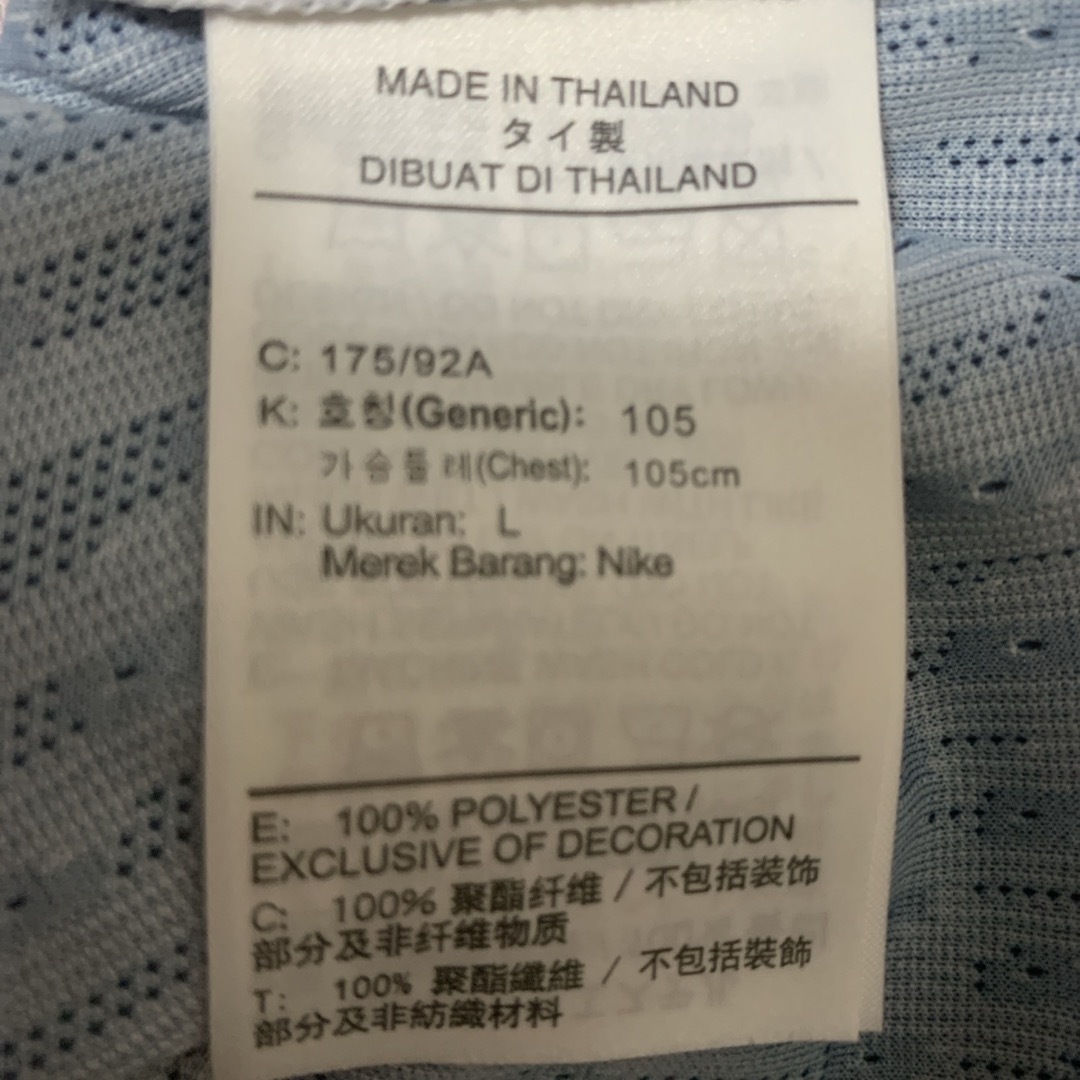 MADE IN THAILAND
タイ製
DIBUAT DI THAILAND
C: 175/92A
K: 호칭(Generic): 105
가슴둘레(Chest): 105cm
IN: Ukuran: L
Merek Barang: Nike
E: 100% POLYESTER /
EXCLUSIVE OF DECORATION
C: 100% 聚酯纤维 / 不包括装饰
部分及非纤维物质
T: 100% 聚酯纖維 / 不包括裝飾
部分及非紡織材料